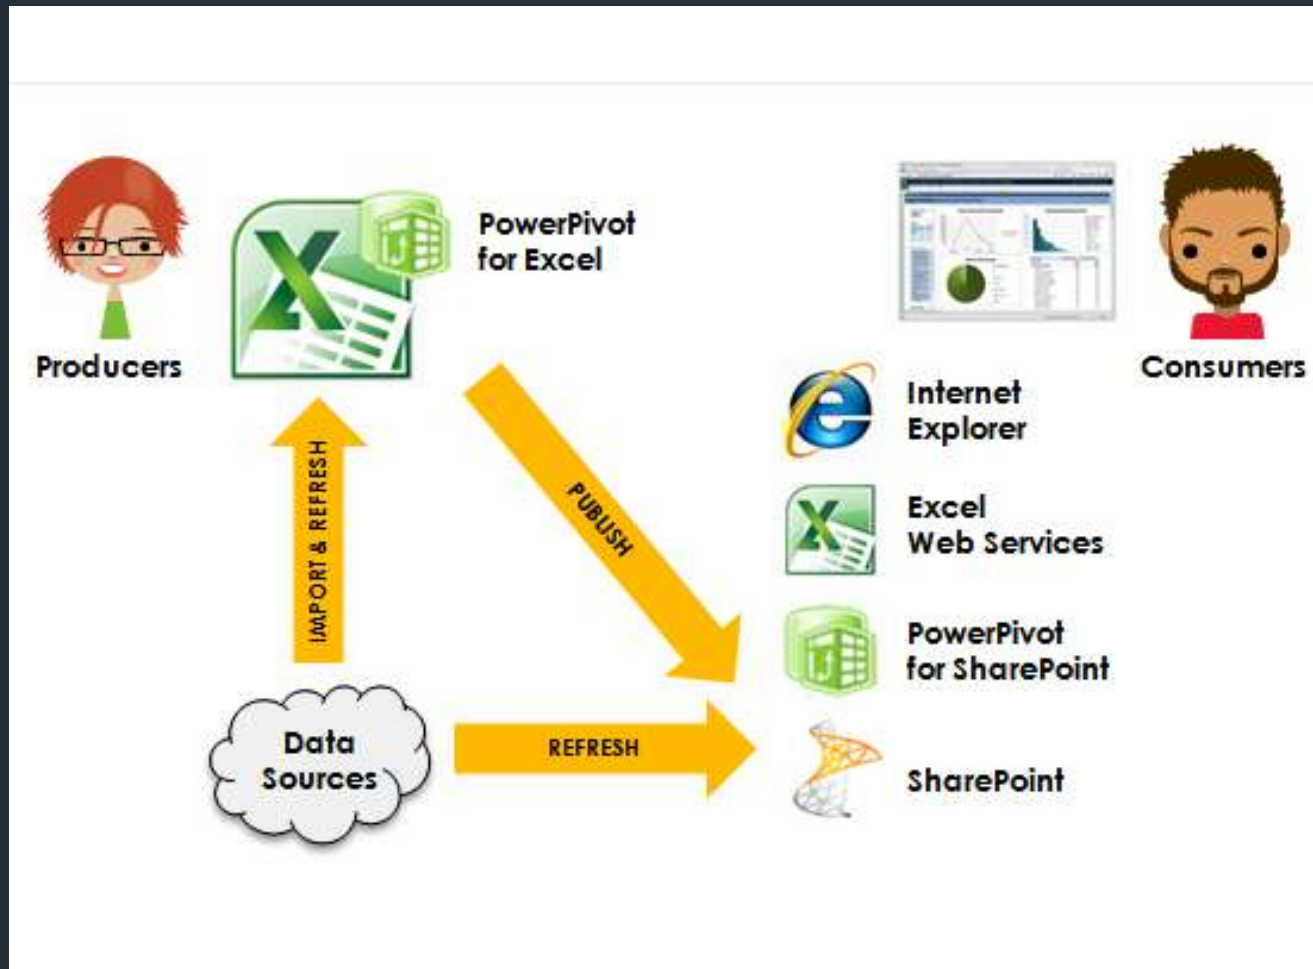 PowerPivot
for Excel
Producers
Consumers
Internet
Explorer
IMPORT & REFRESH
PUBLISH
Excel
Web Services
PowerPivot
for SharePoint
Data
Sources
REFRESH
SharePoint